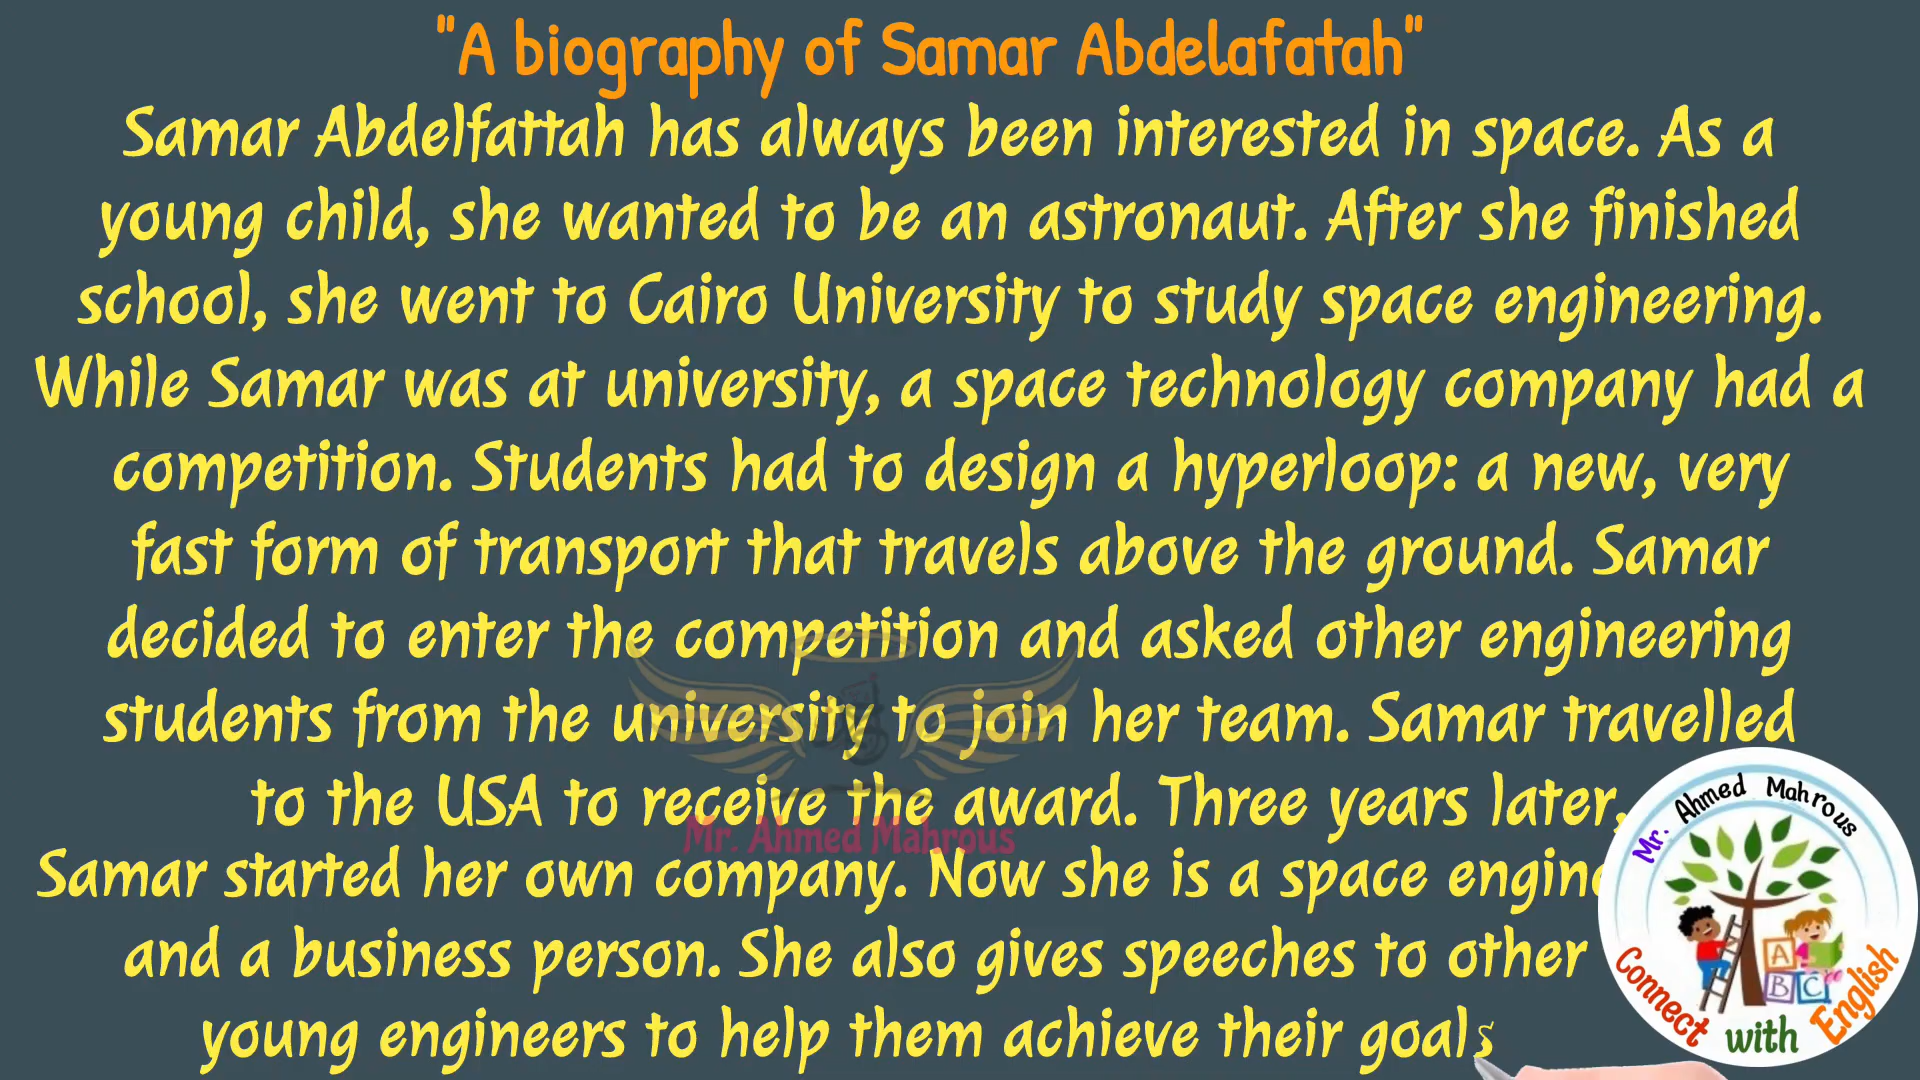 "A biography of Samar Abdelafatah"
Samar Abdelfattah has always been interested in space. As a
young child, she wanted to be an astronaut. After she finished
school, she went to Cairo University to study space engineering.
While Samar was at university, a space technology company had a
competition. Students had to design a hyperloop: a new, very
fast form of transport that travels above the ground. Samar
decided to enter the competition and asked other engineering
students from the university to join her team. Samar travelled
to the USA to receive the award. Three years later,
Mr. Ahmed Mahrous
Samar started her own company. Now she is a space engine
and a business person. She also gives speeches to other
young engineers to help them achieve their goals
Mr. Ahmed Mahrous
A
B C
Connect with English